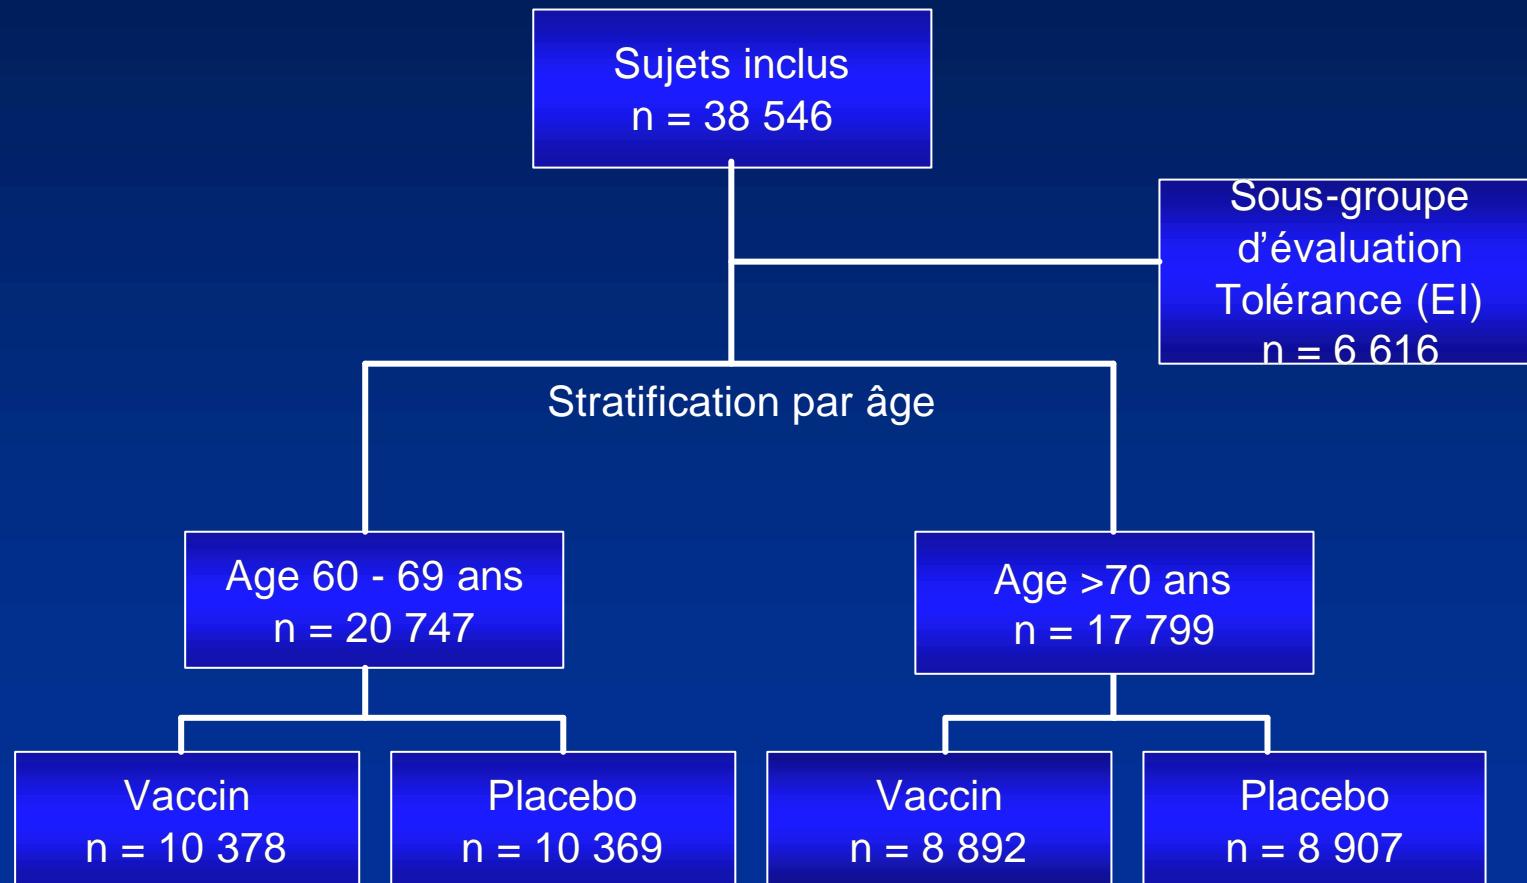 Sujets inclus
n = 38 546
Sous-groupe
d'évaluation
Tolérance (EI)
n = 6 616
Stratification par âge
Age 60 - 69 ans
n = 20 747
Age >70 ans
n = 17 799
Vaccin
n = 10 378
Placebo
n = 10 369
Vaccin
n = 8 892
Placebo
n = 8 907